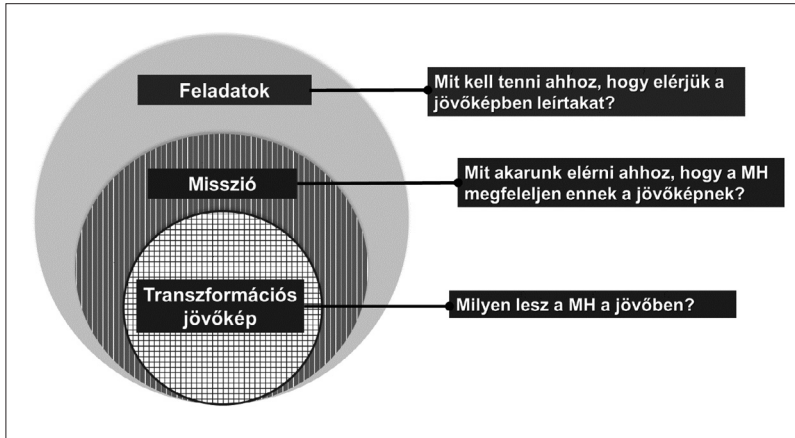 Feladatok
Mit kell tenni ahhoz, hogy elérjük a
jövőképben leírtakat?
Misszió
Mit akarunk elérni ahhoz, hogy a MH
megfeleljen ennek a jövőképnek?
Transzformációs
jövőkép
Milyen lesz a MH a jövőben?